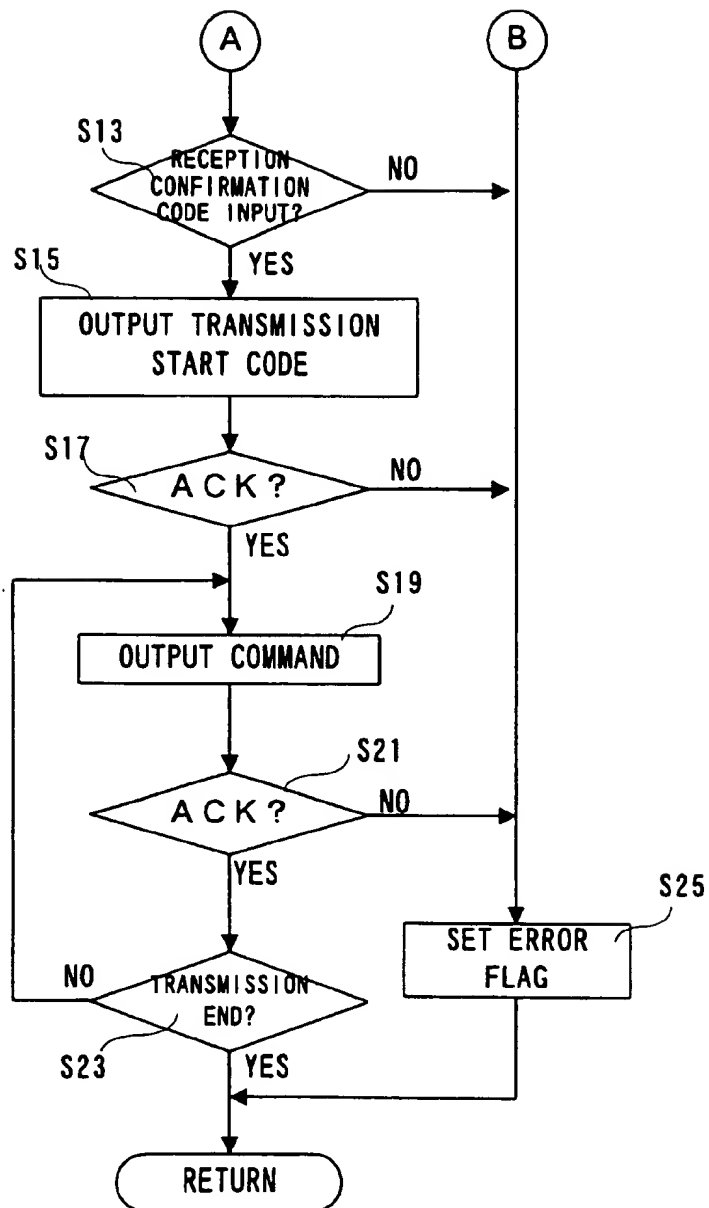 A
B
S13
RECEPTION
CONFIRMATION
CODE INPUT?
NO
YES
S15
OUTPUT TRANSMISSION
START CODE
S17
ACK?
NO
YES
S19
OUTPUT COMMAND
S21
ACK?
NO
YES
S25
SET ERROR
FLAG
NO
TRANSMISSION
END?
S23
YES
RETURN